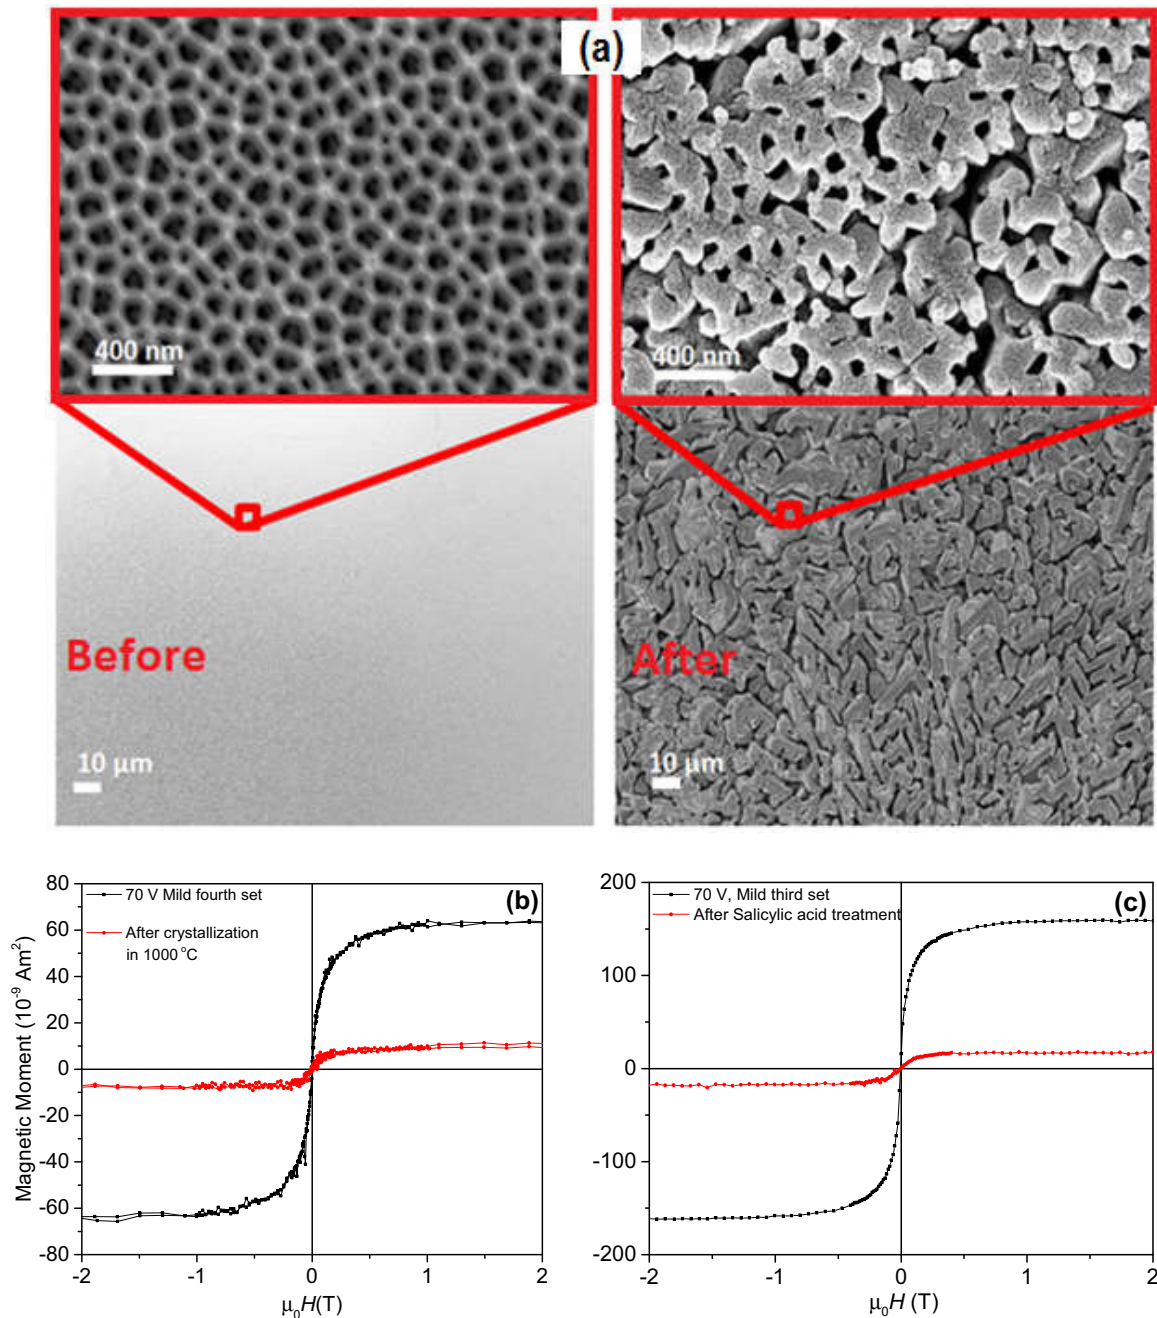 (a)
400 nm
400 nm
Before
After
10 µm
10 µm
(b)
70 V Mild fourth set
After crystallization
in 1000 °C
Magnetic Moment (10⁻⁹ Am²)
80
60
40
20
0
-20
-40
-60
-80
-2
-1
0
1
2
µ₀H(T)
(c)
70 V, Mild third set
After Salicylic acid treatment
200
100
0
-100
-200
-2
-1
0
1
2
µ₀H (T)